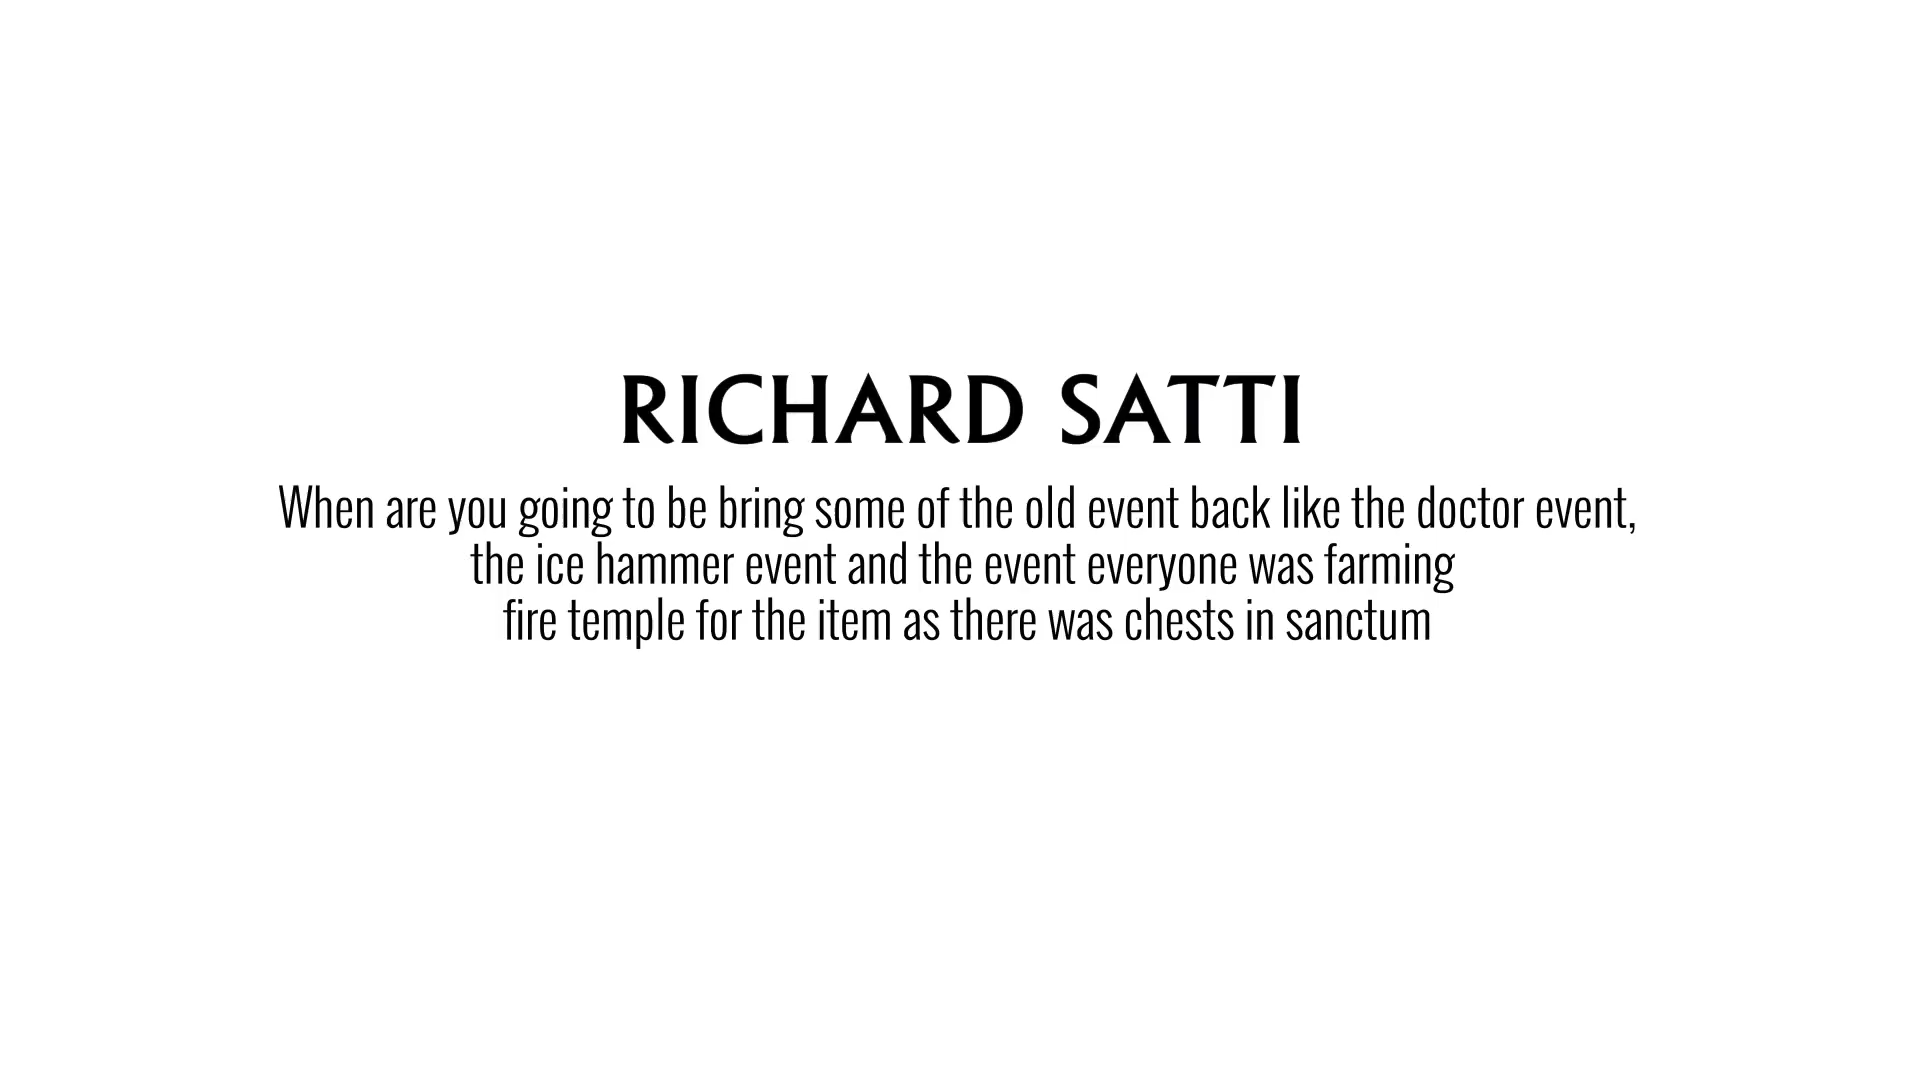 RICHARD SATTI
When are you going to be bring some of the old event back like the doctor event,
the ice hammer event and the event everyone was farming
fire temple for the item as there was chests in sanctum